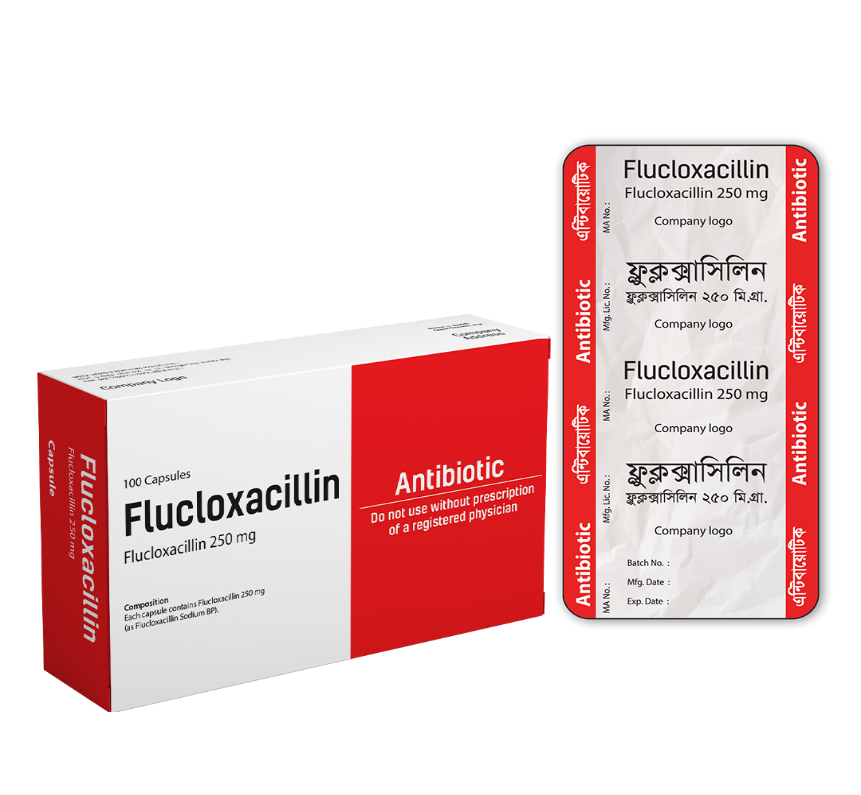 100 Capsules
Flucloxacillin
Flucloxacillin 250 mg
Composition
Each capsule contains Flucloxacillin 250 mg
(as Flucloxacillin Sodium BP).
Antibiotic
Do not use without prescription
of a registered physician
Flucloxacillin
Flucloxacillin 250 mg
Capsule
Company Logo
Company
Address
Flucloxacillin
Flucloxacillin 250 mg
Company logo
ফ্লুক্লক্সাসিলিন
ফ্লুক্লক্সাসিলিন ২৫০ মি.গ্রা.
Company logo
Flucloxacillin
Flucloxacillin 250 mg
Company logo
ফ্লুক্লক্সাসিলিন
ফ্লুক্লক্সাসিলিন ২৫০ মি.গ্রা.
Company logo
Batch No. :
Mfg. Date :
Exp. Date :
এন্টিবায়োটিক
Antibiotic
এন্টিবায়োটিক
Antibiotic
MA No. :
Mfg. Lic. No. :
MA No. :
Mfg. Lic. No. :
MA No. :
Antibiotic
এন্টিবায়োটিক
Antibiotic
এন্টিবায়োটিক